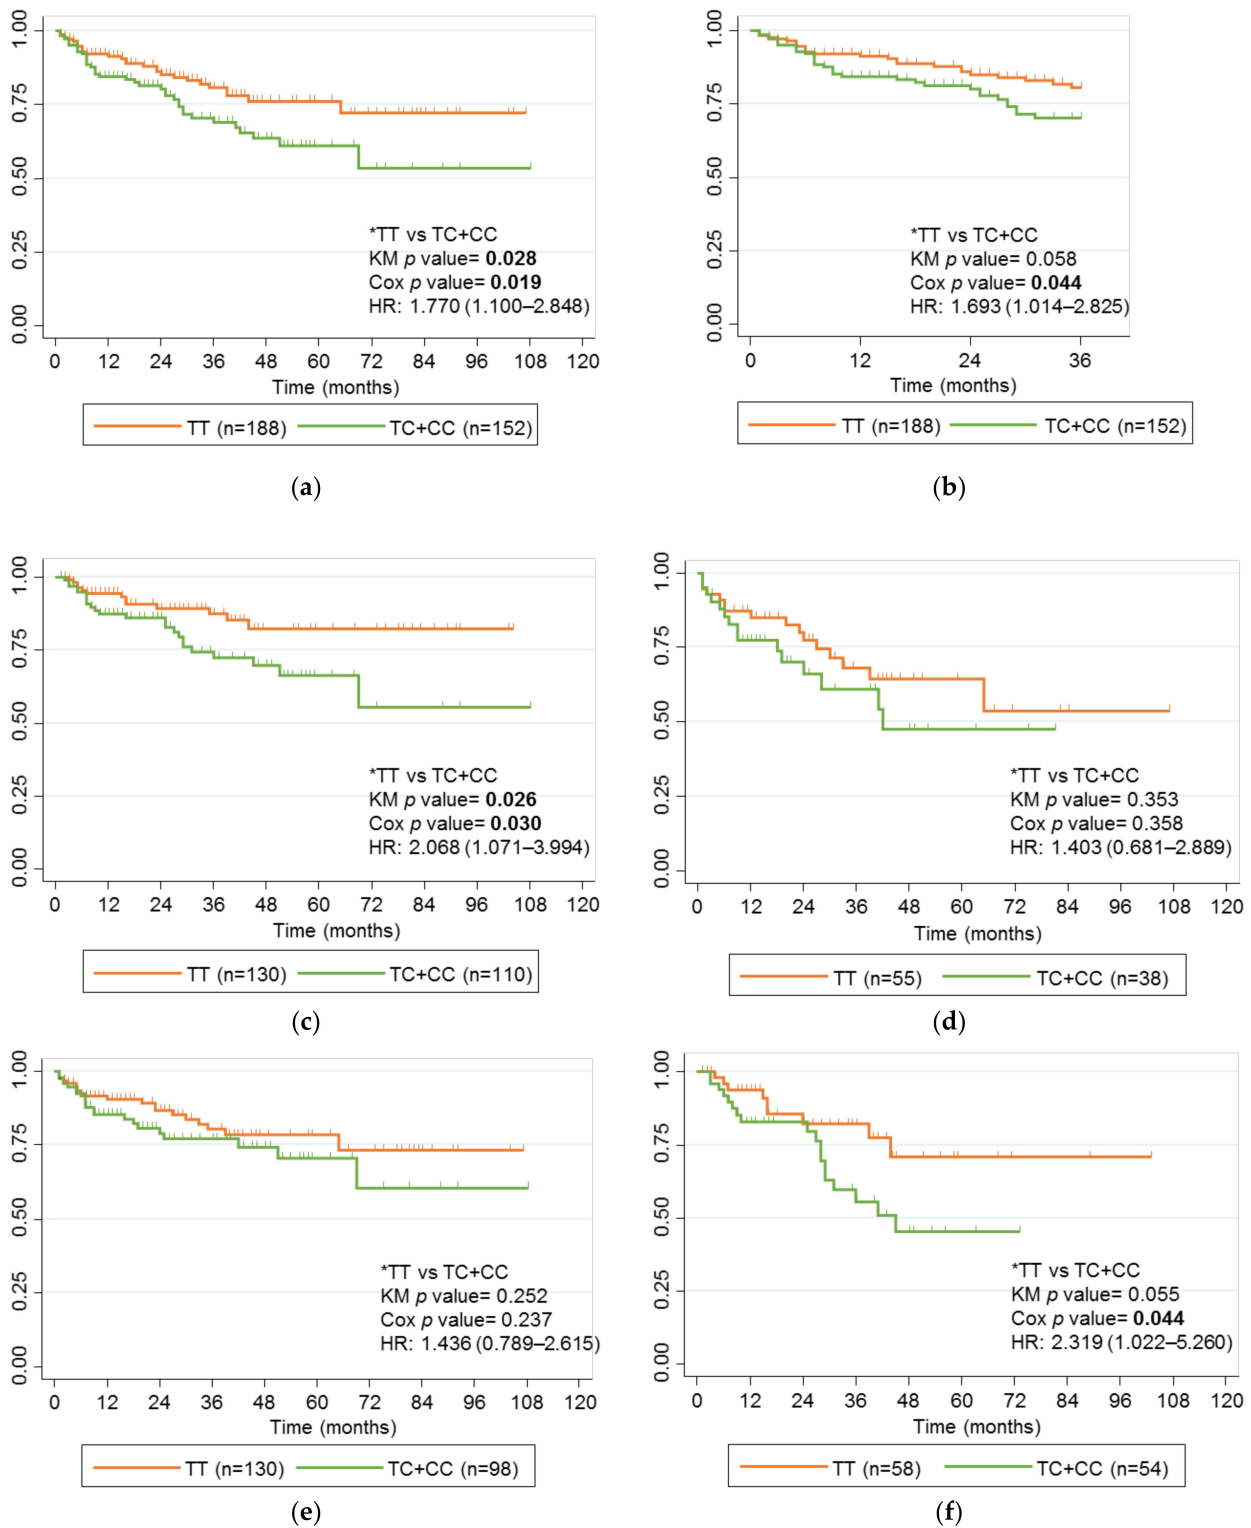 1.00
0.75
0.50
0.25
0.00
*TT vs TC+CC
KM p value= 0.028
Cox p value= 0.019
HR: 1.770 (1.100–2.848)
0 12 24 36 48 60 72 84 96 108 120
Time (months)
TT (n=188) TC+CC (n=152)
(a)
1.00
0.75
0.50
0.25
0.00
*TT vs TC+CC
KM p value= 0.058
Cox p value= 0.044
HR: 1.693 (1.014–2.825)
0 12 24 36
Time (months)
TT (n=188) TC+CC (n=152)
(b)
1.00
0.75
0.50
0.25
0.00
*TT vs TC+CC
KM p value= 0.026
Cox p value= 0.030
HR: 2.068 (1.071–3.994)
0 12 24 36 48 60 72 84 96 108 120
Time (months)
TT (n=130) TC+CC (n=110)
(c)
1.00
0.75
0.50
0.25
0.00
*TT vs TC+CC
KM p value= 0.353
Cox p value= 0.358
HR: 1.403 (0.681–2.889)
0 12 24 36 48 60 72 84 96 108 120
Time (months)
TT (n=55) TC+CC (n=38)
(d)
1.00
0.75
0.50
0.25
0.00
*TT vs TC+CC
KM p value= 0.252
Cox p value= 0.237
HR: 1.436 (0.789–2.615)
0 12 24 36 48 60 72 84 96 108 120
Time (months)
TT (n=130) TC+CC (n=98)
(e)
1.00
0.75
0.50
0.25
0.00
*TT vs TC+CC
KM p value= 0.055
Cox p value= 0.044
HR: 2.319 (1.022–5.260)
0 12 24 36 48 60 72 84 96 108 120
Time (months)
TT (n=58) TC+CC (n=54)
(f)